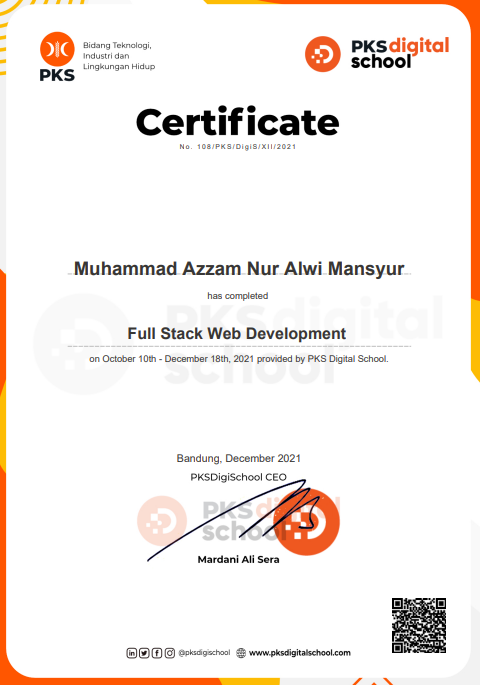 PKS
Bidang Teknologi,
Industri dan
Lingkungan Hidup
PKS digital
school
Certificate
No. 108/PKS/DigiS/XII/2021
Muhammad Azzam Nur Alwi Mansyur
has completed
PKS digital
school
Full Stack Web Development
on October 10th - December 18th, 2021 provided by PKS Digital School.
Bandung, December 2021
PKSDigiSchool CEO
PKS digital
school
Mardani Ali Sera
@pksdigischool
www.pksdigitalschool.com